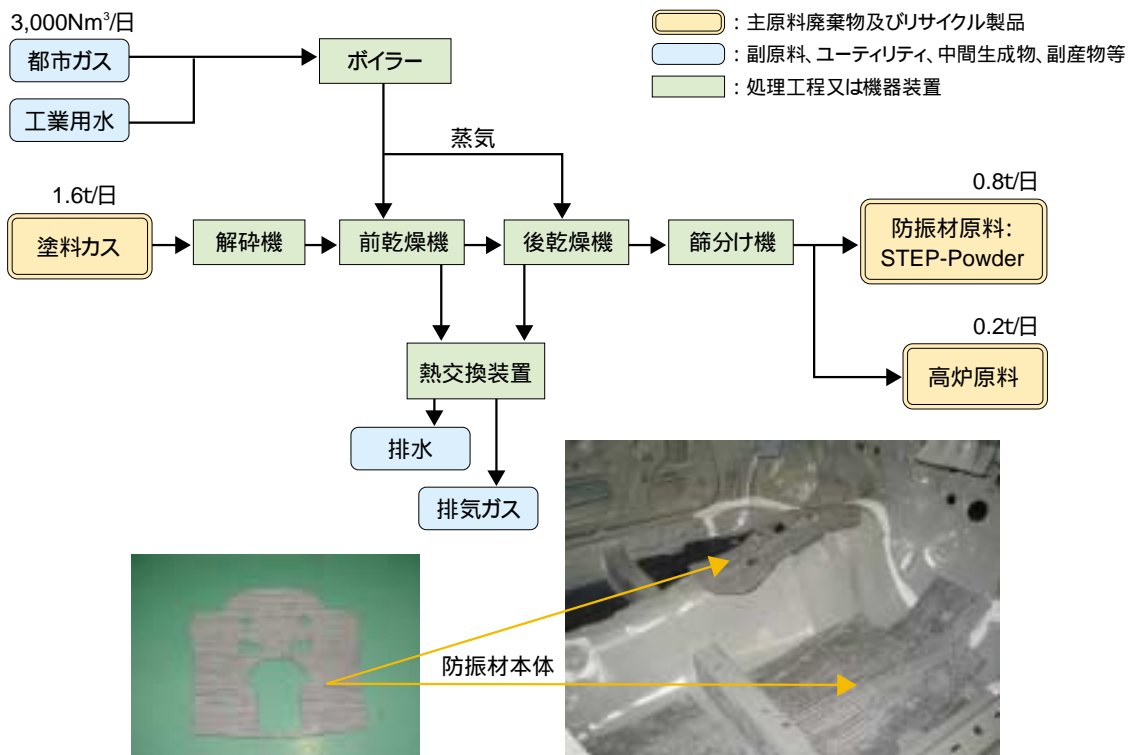 3,000Nm³/日
都市ガス
工業用水
ボイラー
：主原料廃棄物及びリサイクル製品
：副原料、ユーティリティ、中間生成物、副産物等
：処理工程又は機器装置
蒸気
1.6t/日
塗料カス
解砕機
前乾燥機
後乾燥機
篩分け機
0.8t/日
防振材原料：
STEP-Powder
0.2t/日
高炉原料
熱交換装置
排水
排気ガス
防振材本体